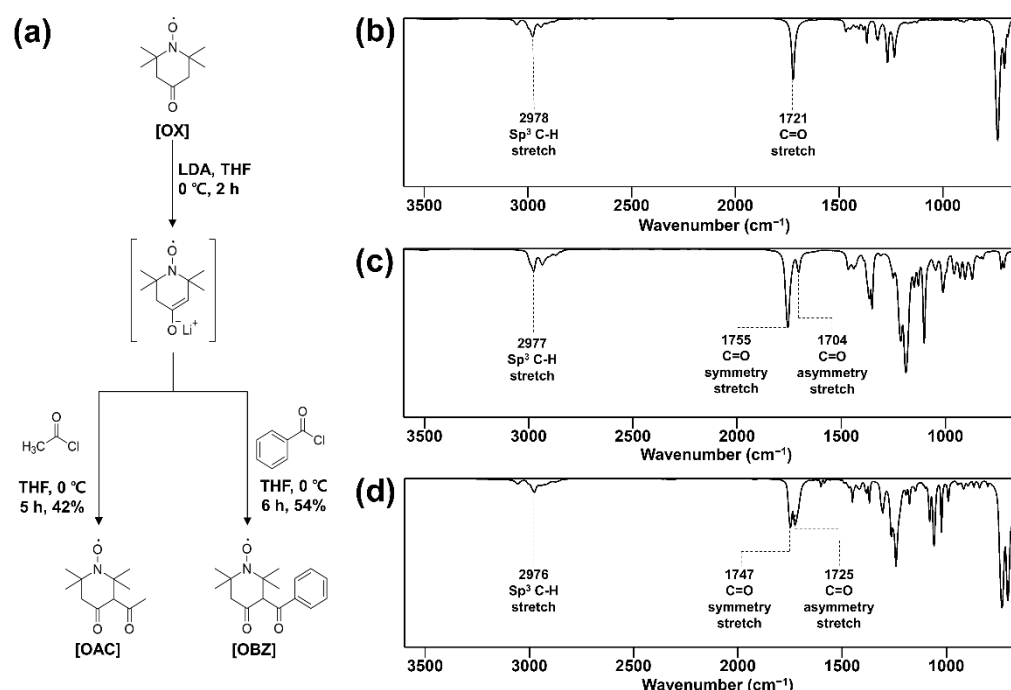 (a)
O
N
O
[OX]
LDA, THF
0 ℃, 2 h
O
N
O
− Li+
O
Cl
H3C
THF, 0 ℃
5 h, 42%
O
Cl
THF, 0 ℃
6 h, 54%
O
N
O
O
[OAC]
O
N
O
O
[OBZ]
(b)
2978
Sp³ C-H
stretch
1721
C=O
stretch
3500
3000
2500
2000
1500
1000
Wavenumber (cm⁻¹)
(c)
2977
Sp³ C-H
stretch
1755
C=O
symmetry
stretch
1704
C=O
asymmetry
stretch
3500
3000
2500
2000
1500
1000
Wavenumber (cm⁻¹)
(d)
2976
Sp³ C-H
stretch
1747
C=O
symmetry
stretch
1725
C=O
asymmetry
stretch
3500
3000
2500
2000
1500
1000
Wavenumber (cm⁻¹)